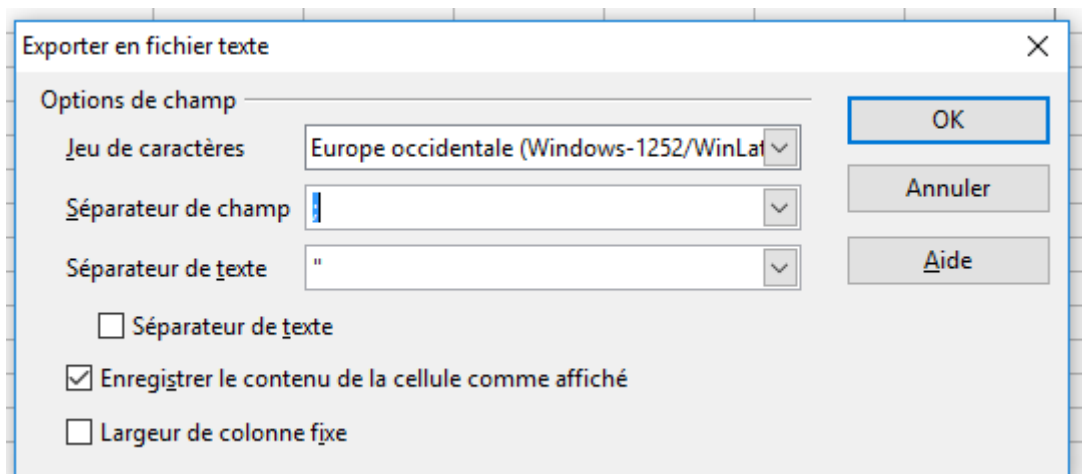 Exporter en fichier texte
Options de champ
OK
Jeu de caractères
Europe occidentale (Windows-1252/WinLat
Annuler
Séparateur de champ
Séparateur de texte "
Aide
Séparateur de texte
Enregistrer le contenu de la cellule comme affiché
Largeur de colonne fixe